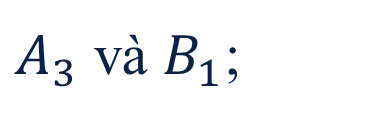 A₃ và B₁;